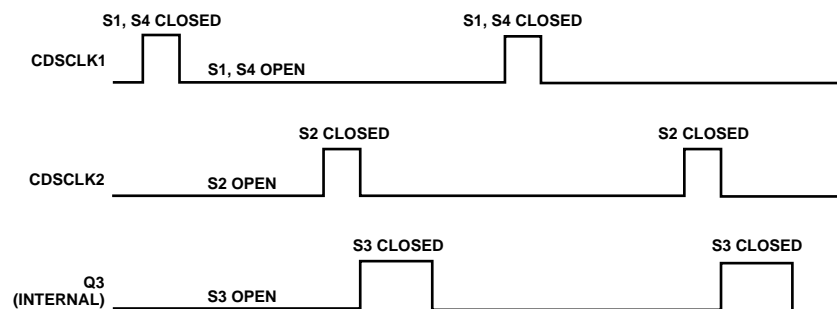 S1, S4 CLOSED S1, S4 CLOSED
CDSCLK1
S1, S4 OPEN
S2 CLOSED S2 CLOSED
CDSCLK2
S2 OPEN
S3 CLOSED S3 CLOSED
Q3
(INTERNAL)
S3 OPEN